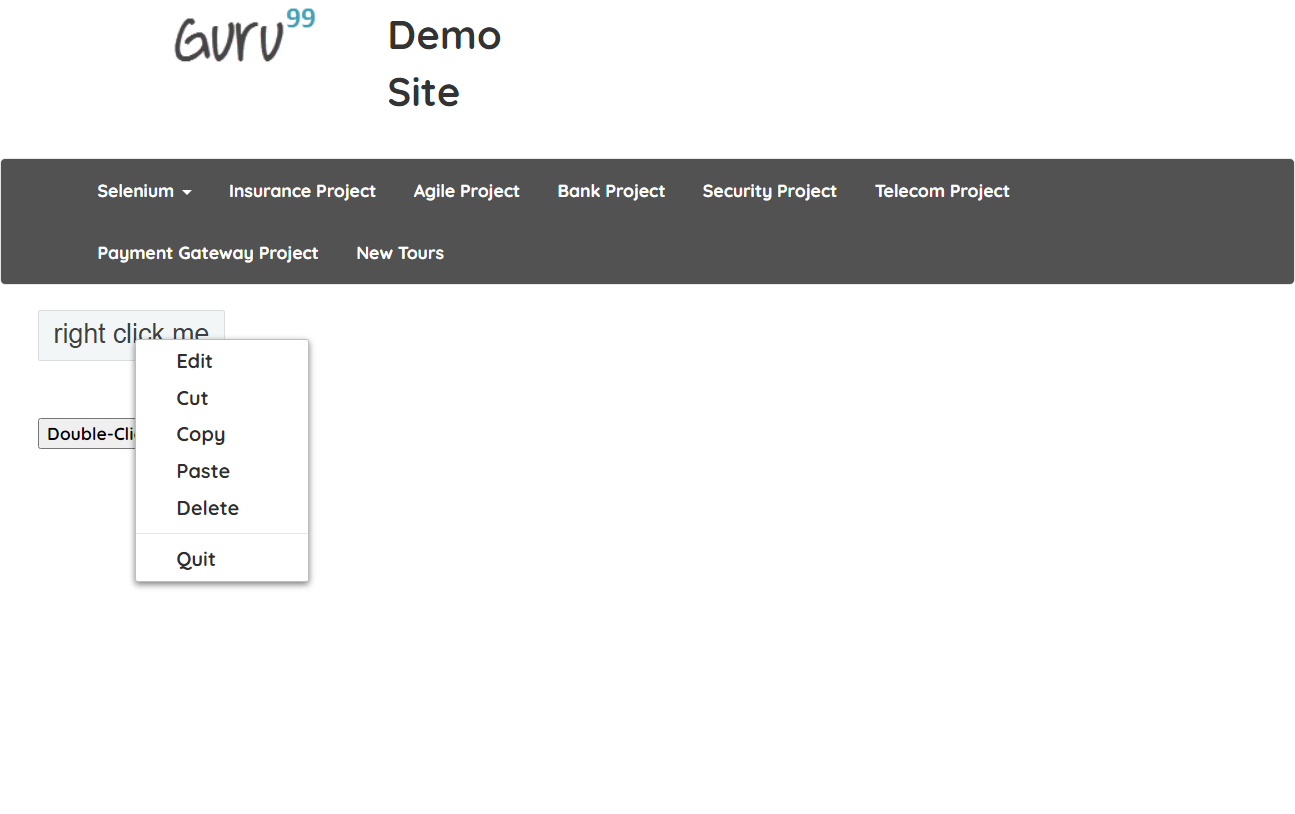 Guru99
Demo
Site
Selenium Insurance Project Agile Project Bank Project Security Project Telecom Project
Payment Gateway Project New Tours
right click me
Edit
Cut
Copy
Double-Cli
Paste
Delete
Quit